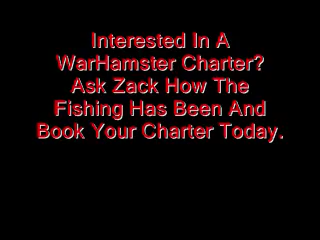 Interested In A
WarHamster Charter?
Ask Zack How The
Fishing Has Been And
Book Your Charter Today.